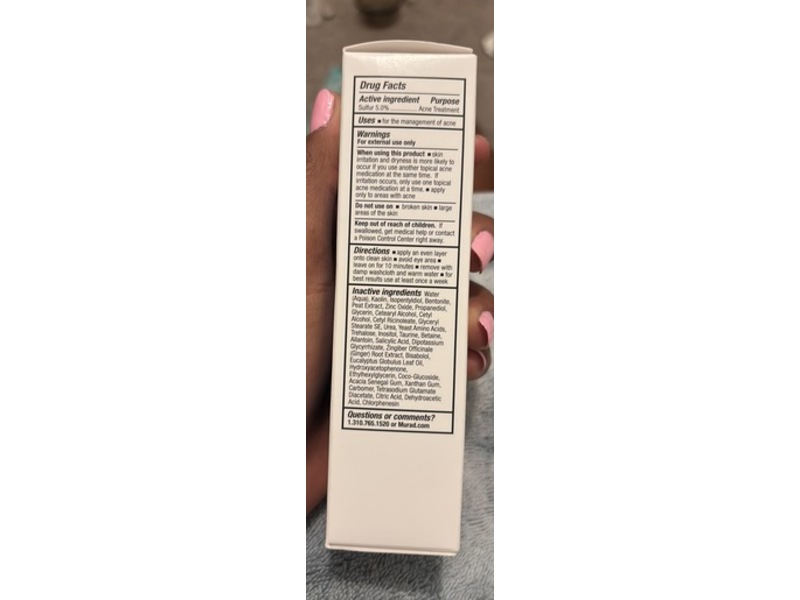 Drug Facts
Active ingredient Purpose
Sulfur 5.0% .............. Acne Treatment
Uses ▪ for the management of acne
Warnings
For external use only
When using this product ▪ skin
irritation and dryness is more likely to
occur if you use another topical acne
medication at the same time. If
irritation occurs, only use one topical
acne medication at a time. ▪ apply
only to areas with acne
Do not use on ▪ broken skin ▪ large
areas of the skin
Keep out of reach of children. If
swallowed, get medical help or contact
a Poison Control Center right away.
Directions ▪ apply an even layer
onto clean skin ▪ avoid eye area ▪
leave on for 10 minutes ▪ remove with
damp washcloth and warm water ▪ for
best results use at least once a week
Inactive ingredients Water
(Aqua), Kaolin, Isopentyldiol, Bentonite,
Peat Extract, Zinc Oxide, Propanediol,
Glycerin, Cetearyl Alcohol, Cetyl
Alcohol, Cetyl Ricinoleate, Glyceryl
Stearate SE, Urea, Yeast Amino Acids,
Trehalose, Inositol, Taurine, Betaine,
Allantoin, Salicylic Acid, Dipotassium
Glycyrrhizate, Zingiber Officinale
(Ginger) Root Extract, Bisabolol,
Eucalyptus Globulus Leaf Oil,
Hydroxyacetophenone,
Ethylhexylglycerin, Coco-Glucoside,
Acacia Senegal Gum, Xanthan Gum,
Carbomer, Tetrasodium Glutamate
Diacetate, Citric Acid, Dehydroacetic
Acid, Chlorphenesin
Questions or comments?
1.310.765.1520 or Murad.com